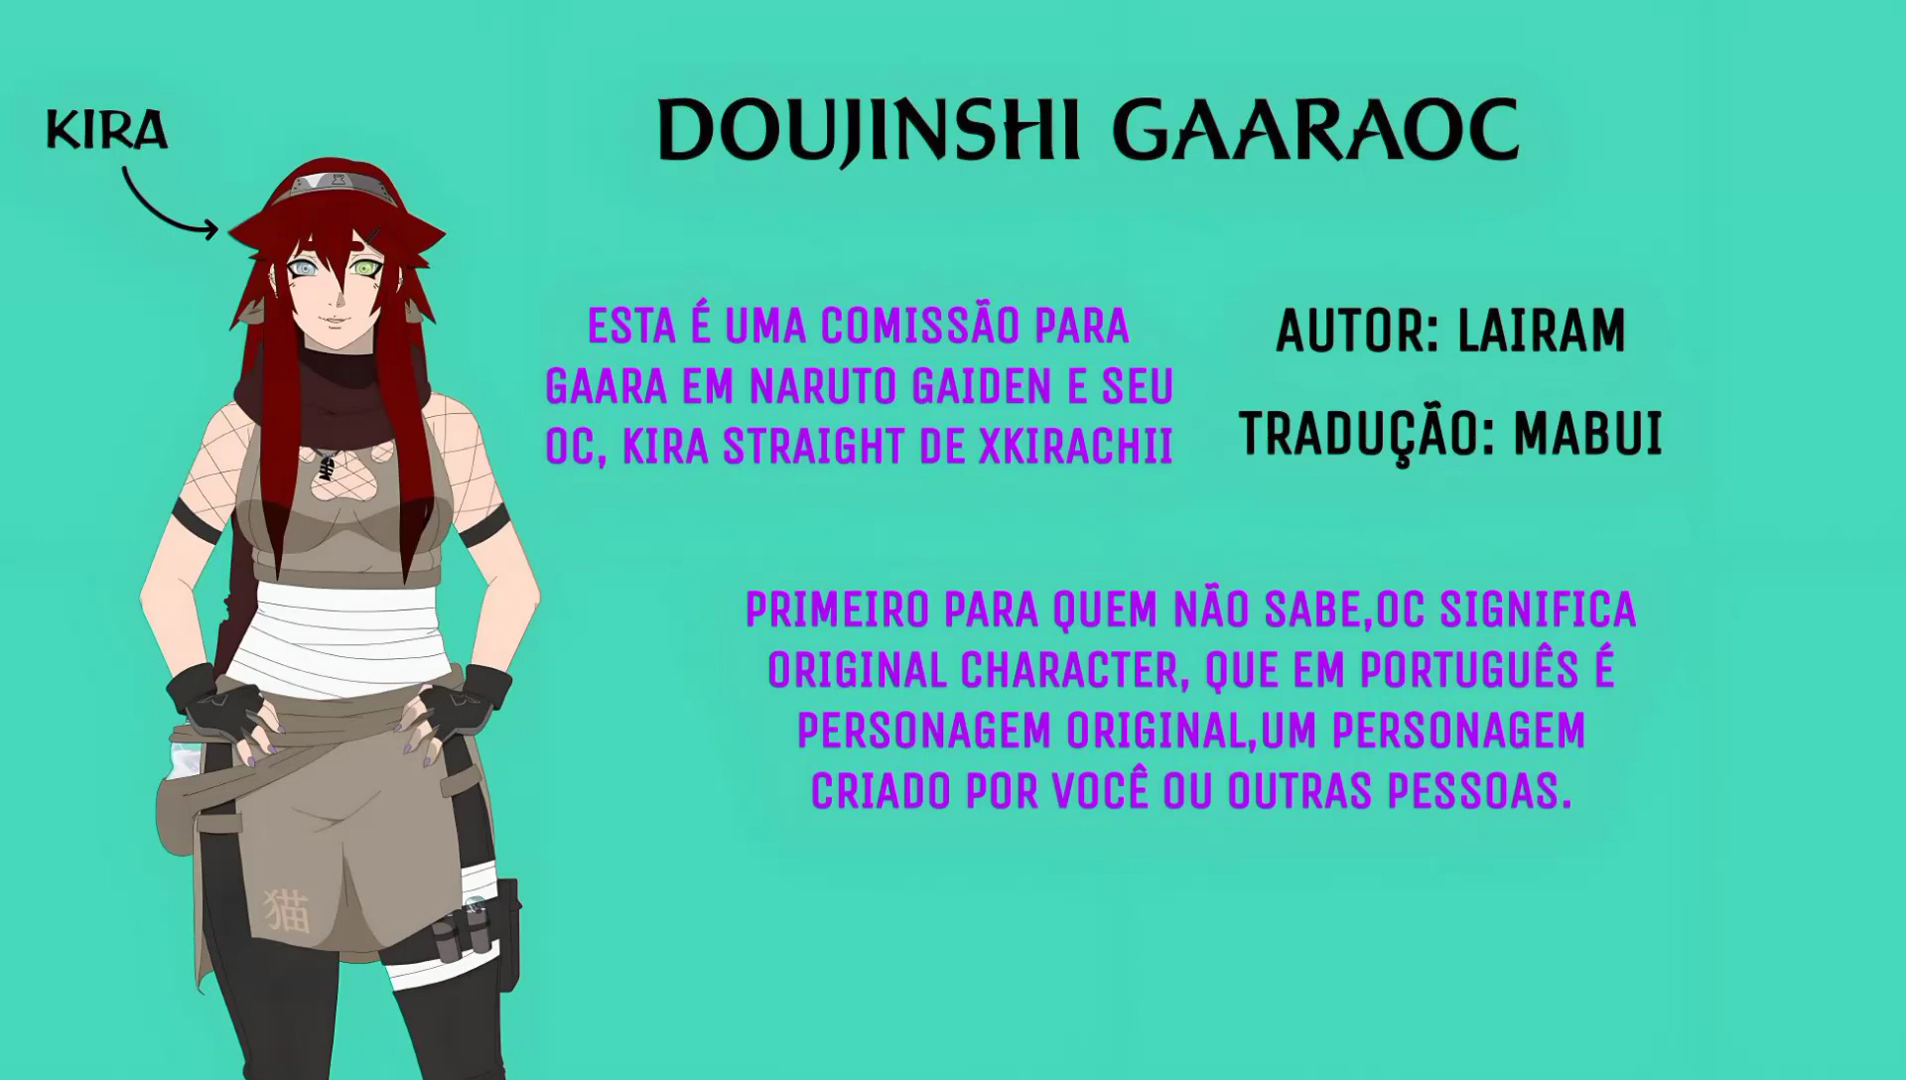 KIRA
DOUJINSHI GAARAOC
ESTA É UMA COMISSÃO PARA
GAARA EM NARUTO GAIDEN E SEU
OC, KIRA STRAIGHT DE XKIRACHII
AUTOR: LAIRAM
TRADUÇÃO: MABUI
PRIMEIRO PARA QUEM NÃO SABE,OC SIGNIFICA
ORIGINAL CHARACTER, QUE EM PORTUGUÊS É
PERSONAGEM ORIGINAL,UM PERSONAGEM
CRIADO POR VOCÊ OU OUTRAS PESSOAS.
猫